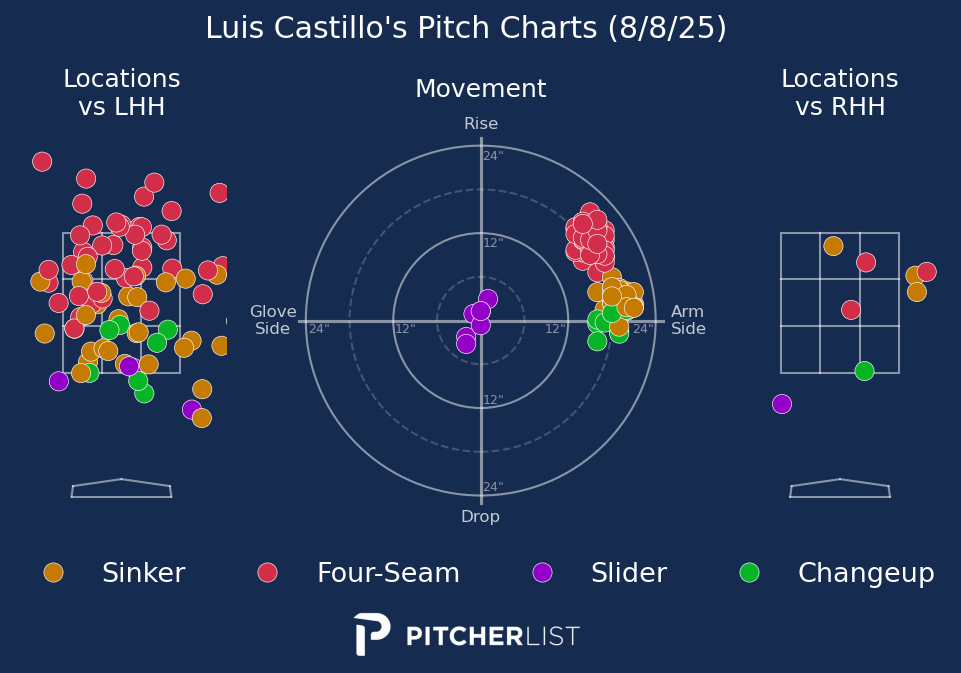 Luis Castillo's Pitch Charts (8/8/25)
Locations
vs LHH
Movement
Locations
vs RHH
Rise
24"
12"
Glove
Side
24"
12"
12"
24"
Arm
Side
12"
24"
Drop
Sinker
Four-Seam
Slider
Changeup
PITCHERLIST